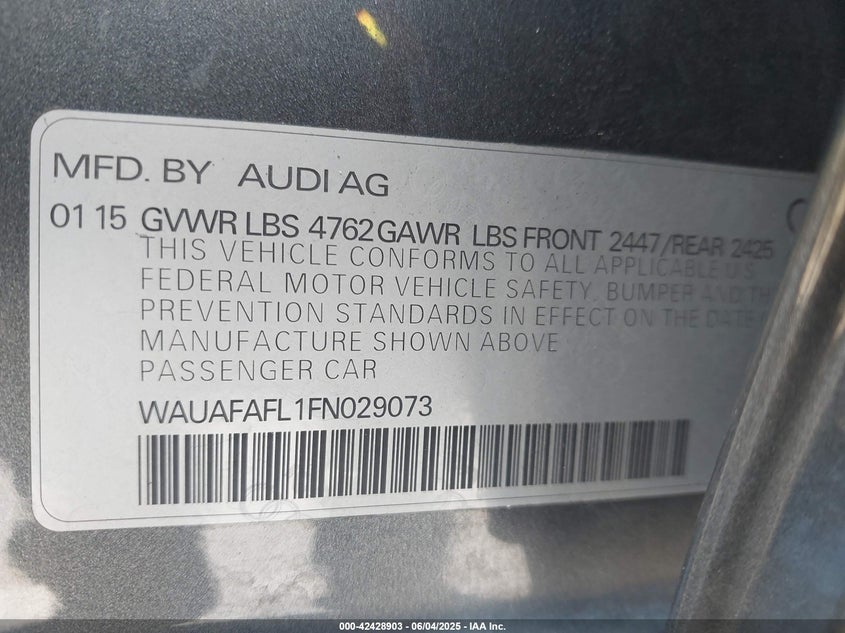 MFD. BY AUDI AG
01 15 GVWR LBS 4762 GAWR LBS FRONT 2447/REAR 2425
THIS VEHICLE CONFORMS TO ALL APPLICABLE U.S.
FEDERAL MOTOR VEHICLE SAFETY, BUMPER AND
PREVENTION STANDARDS IN EFFECT ON THE DATE
MANUFACTURE SHOWN ABOVE
PASSENGER CAR
WAUAFAFL1FN029073
000-42428903 - 06/04/2025 - IAA Inc.